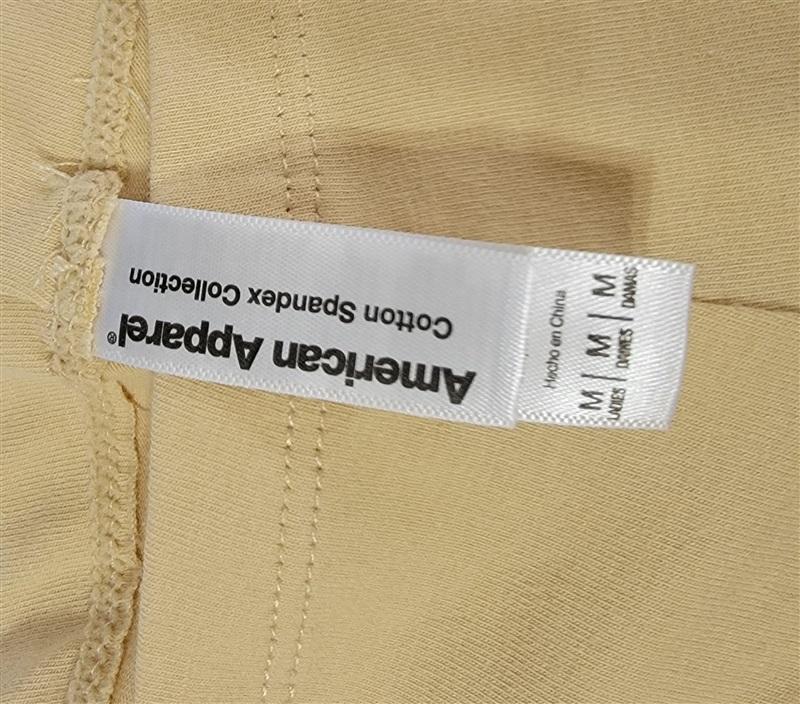 American Apparel®
Cotton Spandex Collection
Hecho en China
M | M | M
LADIES | DAMES | DAMAS